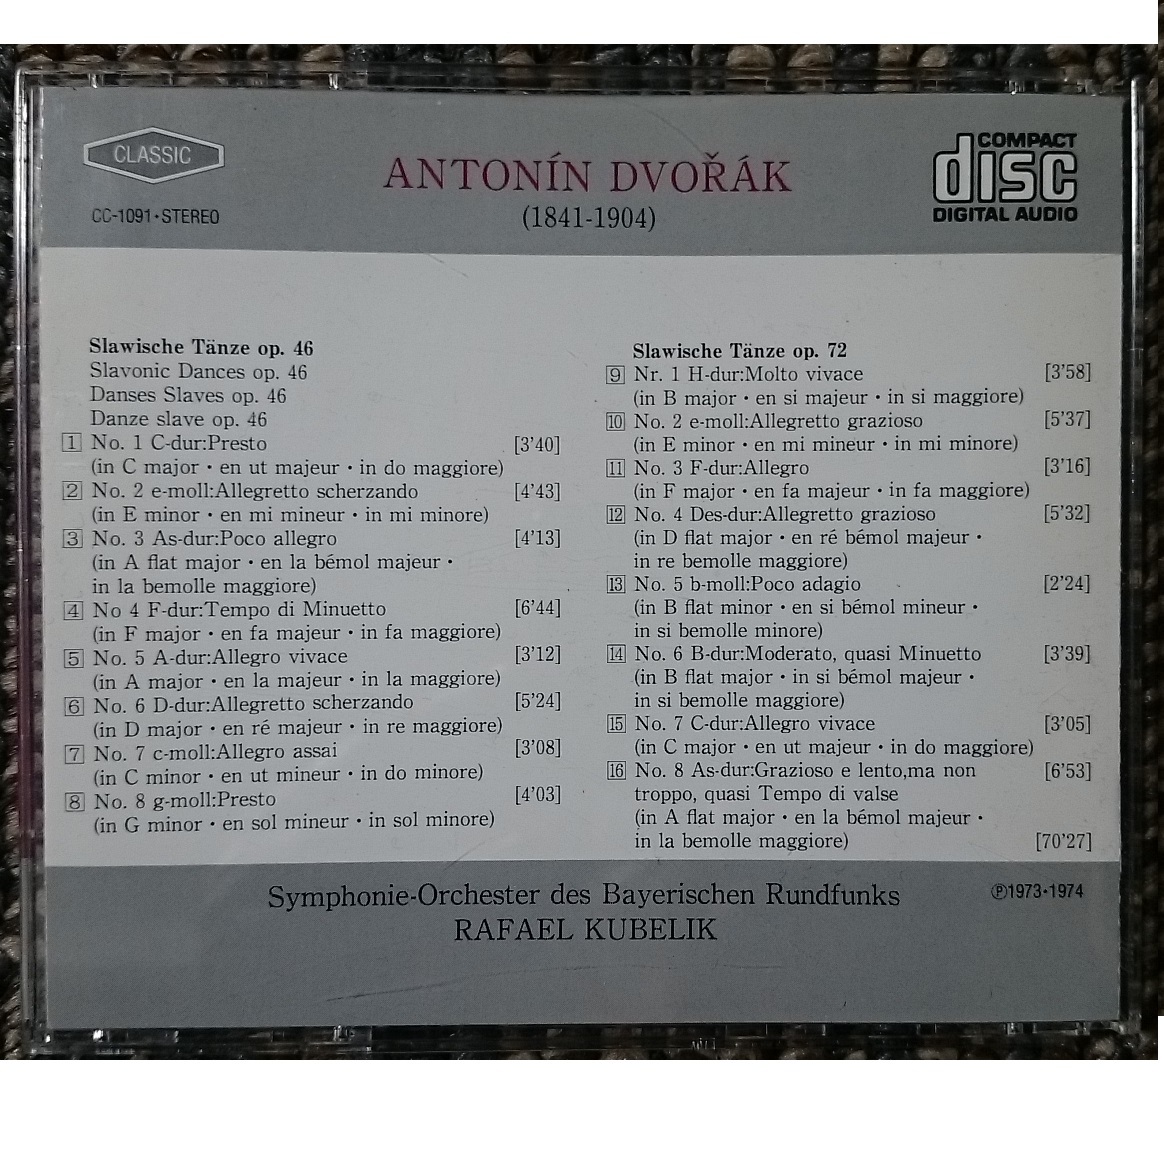 CLASSIC
CC-1091・STEREO
ANTONÍN DVOŘÁK
(1841-1904)
COMPACT
disc
DIGITAL AUDIO
Slawische Tänze op. 46
Slavonic Dances op. 46
Danses Slaves op. 46
Danze slave op. 46
1 No. 1 C-dur:Presto [3'40]
(in C major・en ut majeur・in do maggiore)
2 No. 2 e-moll:Allegretto scherzando [4'43]
(in E minor・en mi mineur・in mi minore)
3 No. 3 As-dur:Poco allegro [4'13]
(in A flat major・en la bémol majeur・
in la bemolle maggiore)
4 No 4 F-dur:Tempo di Minuetto [6'44]
(in F major・en fa majeur・in fa maggiore)
5 No. 5 A-dur:Allegro vivace [3'12]
(in A major・en la majeur・in la maggiore)
6 No. 6 D-dur:Allegretto scherzando [5'24]
(in D major・en ré majeur・in re maggiore)
7 No. 7 c-moll:Allegro assai [3'08]
(in C minor・en ut mineur・in do minore)
8 No. 8 g-moll:Presto [4'03]
(in G minor・en sol mineur・in sol minore)
Slawische Tänze op. 72
9 Nr. 1 H-dur:Molto vivace [3'58]
(in B major・en si majeur・in si maggiore)
10 No. 2 e-moll:Allegretto grazioso [5'37]
(in E minor・en mi mineur・in mi minore)
11 No. 3 F-dur:Allegro [3'16]
(in F major・en fa majeur・in fa maggiore)
12 No. 4 Des-dur:Allegretto grazioso [5'32]
(in D flat major・en ré bémol majeur・
in re bemolle maggiore)
13 No. 5 b-moll:Poco adagio [2'24]
(in B flat minor・en si bémol mineur・
in si bemolle minore)
14 No. 6 B-dur:Moderato, quasi Minuetto [3'39]
(in B flat major・in si bémol majeur・
in si bemolle maggiore)
15 No. 7 C-dur:Allegro vivace [3'05]
(in C major・en ut majeur・in do maggiore)
16 No. 8 As-dur:Grazioso e lento,ma non [6'53]
troppo, quasi Tempo di valse
(in A flat major・en la bémol majeur・
in la bemolle maggiore) [70'27]
Symphonie-Orchester des Bayerischen Rundfunks
RAFAEL KUBELIK
℗1973・1974